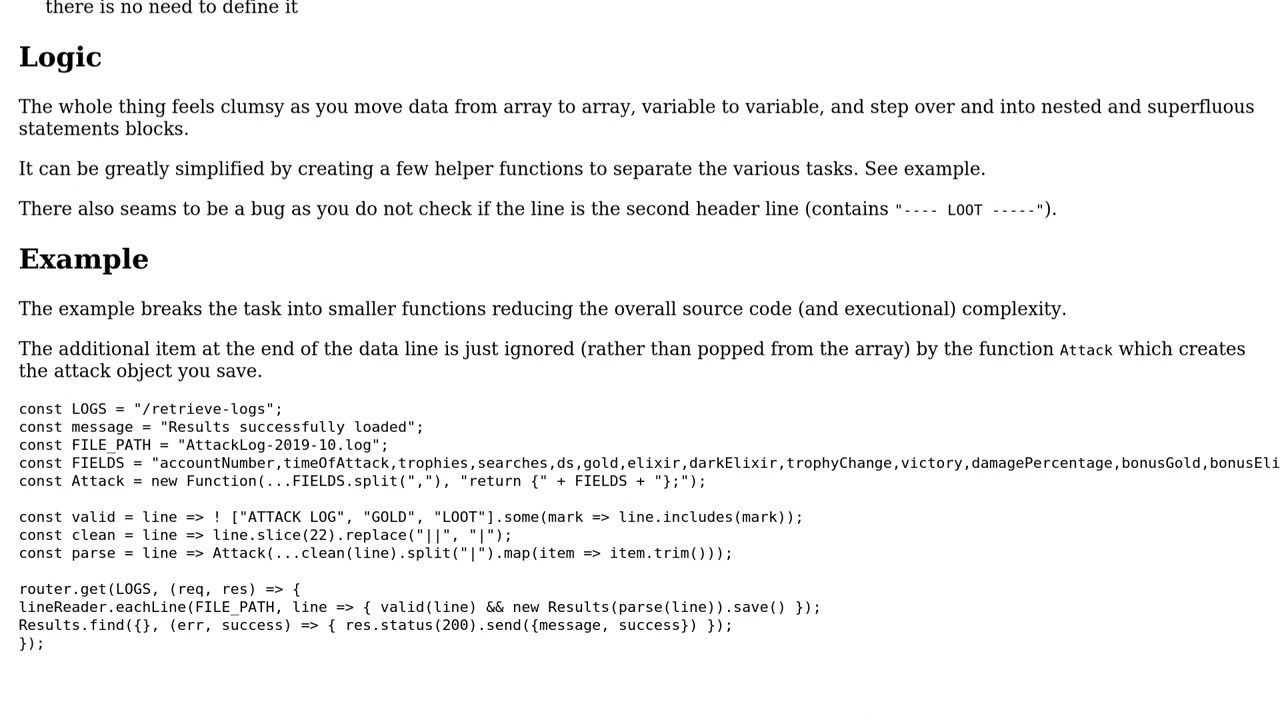 there is no need to define it
Logic
The whole thing feels clumsy as you move data from array to array, variable to variable, and step over and into nested and superfluous
statements blocks.
It can be greatly simplified by creating a few helper functions to separate the various tasks. See example.
There also seams to be a bug as you do not check if the line is the second header line (contains "---- LOOT -----").
Example
The example breaks the task into smaller functions reducing the overall source code (and executional) complexity.
The additional item at the end of the data line is just ignored (rather than popped from the array) by the function Attack which creates
the attack object you save.
const LOGS = "/retrieve-logs";
const message = "Results successfully loaded";
const FILE_PATH = "AttackLog-2019-10.log";
const FIELDS = "accountNumber,timeOfAttack,trophies,searches,ds,gold,elixir,darkElixir,trophyChange,victory,damagePercentage,bonusGold,bonusEli
const Attack = new Function(...FIELDS.split(","), "return {" + FIELDS + "};");
const valid = line => ! ["ATTACK LOG", "GOLD", "LOOT"].some(mark => line.includes(mark));
const clean = line => line.slice(22).replace("||", "|");
const parse = line => Attack(...clean(line).split("|").map(item => item.trim()));
router.get(LOGS, (req, res) => {
lineReader.eachLine(FILE_PATH, line => { valid(line) && new Results(parse(line)).save() });
Results.find({}, (err, success) => { res.status(200).send({message, success}) });
});